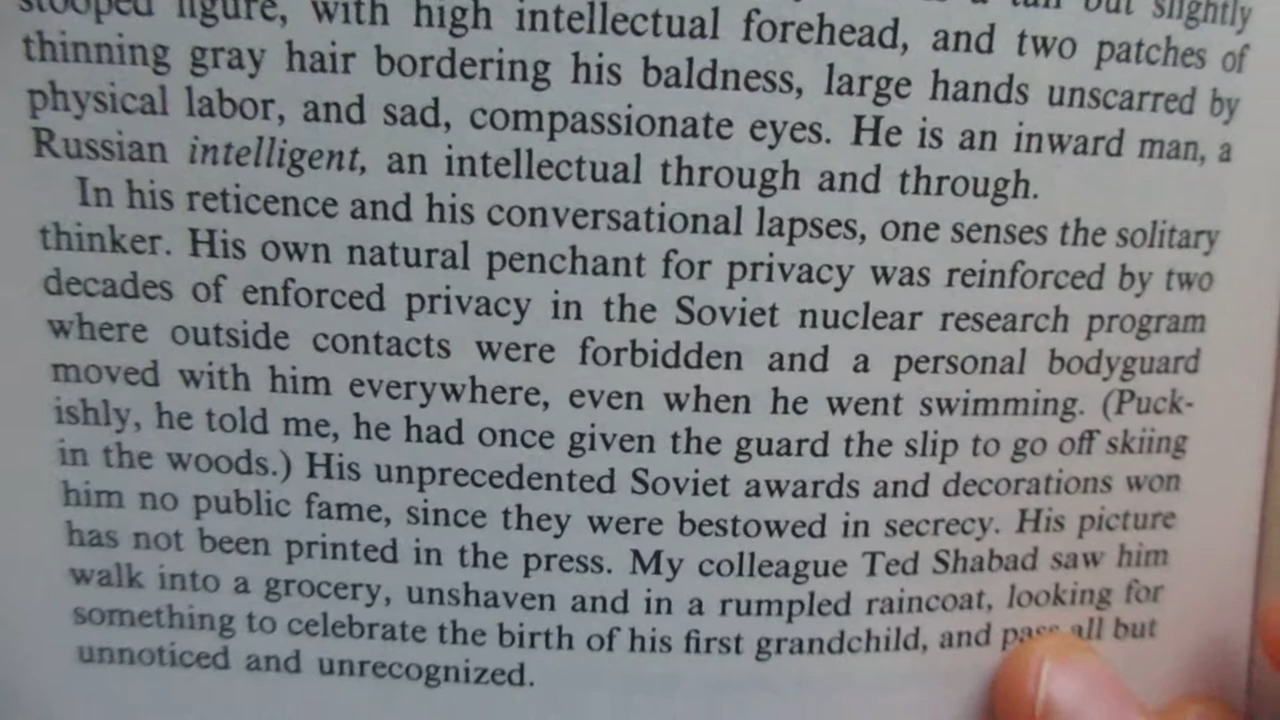 stooped figure, with high intellectual forehead, and two patches of
thinning gray hair bordering his baldness, large hands unscarred by
physical labor, and sad, compassionate eyes. He is an inward man, a
Russian intelligent, an intellectual through and through.
In his reticence and his conversational lapses, one senses the solitary
thinker. His own natural penchant for privacy was reinforced by two
decades of enforced privacy in the Soviet nuclear research program
where outside contacts were forbidden and a personal bodyguard
moved with him everywhere, even when he went swimming. (Puck-
ishly, he told me, he had once given the guard the slip to go off skiing
in the woods.) His unprecedented Soviet awards and decorations won
him no public fame, since they were bestowed in secrecy. His picture
has not been printed in the press. My colleague Ted Shabad saw him
walk into a grocery, unshaven and in a rumpled raincoat, looking for
something to celebrate the birth of his first grandchild, and pass all but
unnoticed and unrecognized.